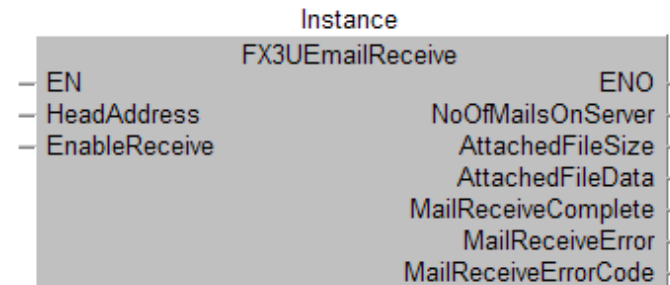 Instance
FX3UEmailReceive
EN ENO
HeadAddress NoOfMailsOnServer
EnableReceive AttachedFileSize
AttachedFileData
MailReceiveComplete
MailReceiveError
MailReceiveErrorCode